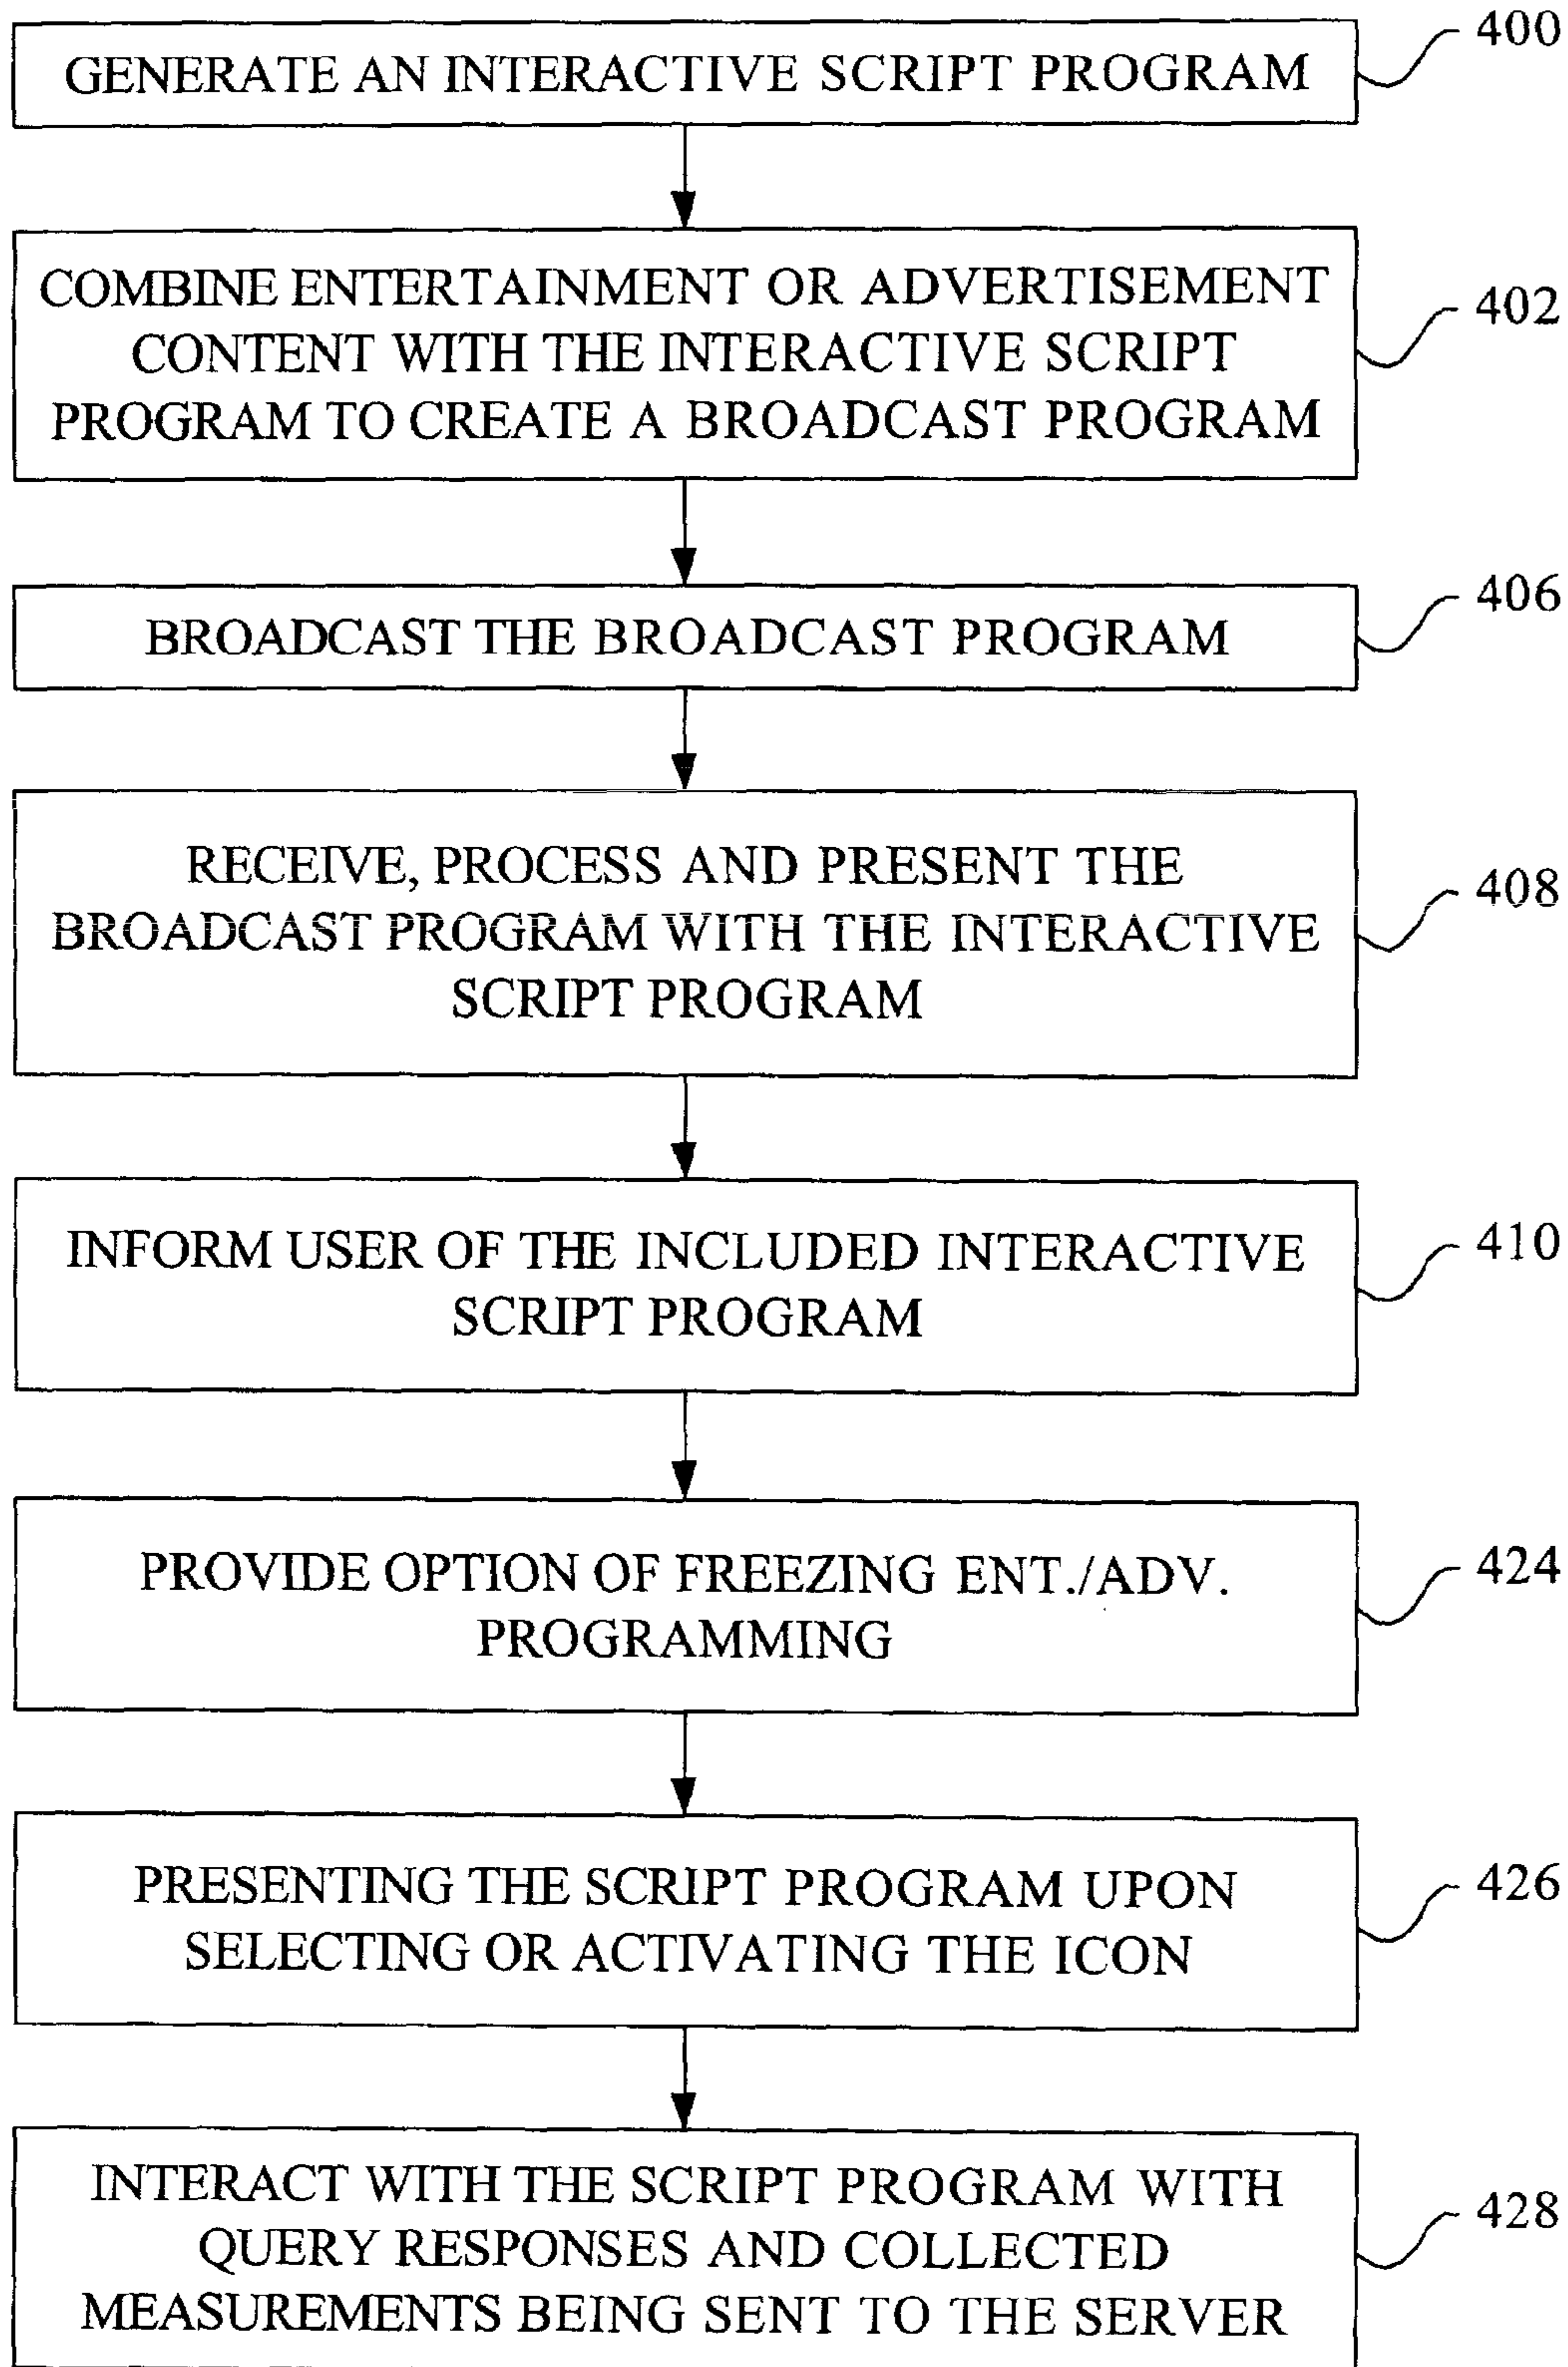 GENERATE AN INTERACTIVE SCRIPT PROGRAM
400
COMBINE ENTERTAINMENT OR ADVERTISEMENT
CONTENT WITH THE INTERACTIVE SCRIPT
PROGRAM TO CREATE A BROADCAST PROGRAM
402
BROADCAST THE BROADCAST PROGRAM
406
RECEIVE, PROCESS AND PRESENT THE
BROADCAST PROGRAM WITH THE INTERACTIVE
SCRIPT PROGRAM
408
INFORM USER OF THE INCLUDED INTERACTIVE
SCRIPT PROGRAM
410
PROVIDE OPTION OF FREEZING ENT./ADV.
PROGRAMMING
424
PRESENTING THE SCRIPT PROGRAM UPON
SELECTING OR ACTIVATING THE ICON
426
INTERACT WITH THE SCRIPT PROGRAM WITH
QUERY RESPONSES AND COLLECTED
MEASUREMENTS BEING SENT TO THE SERVER
428